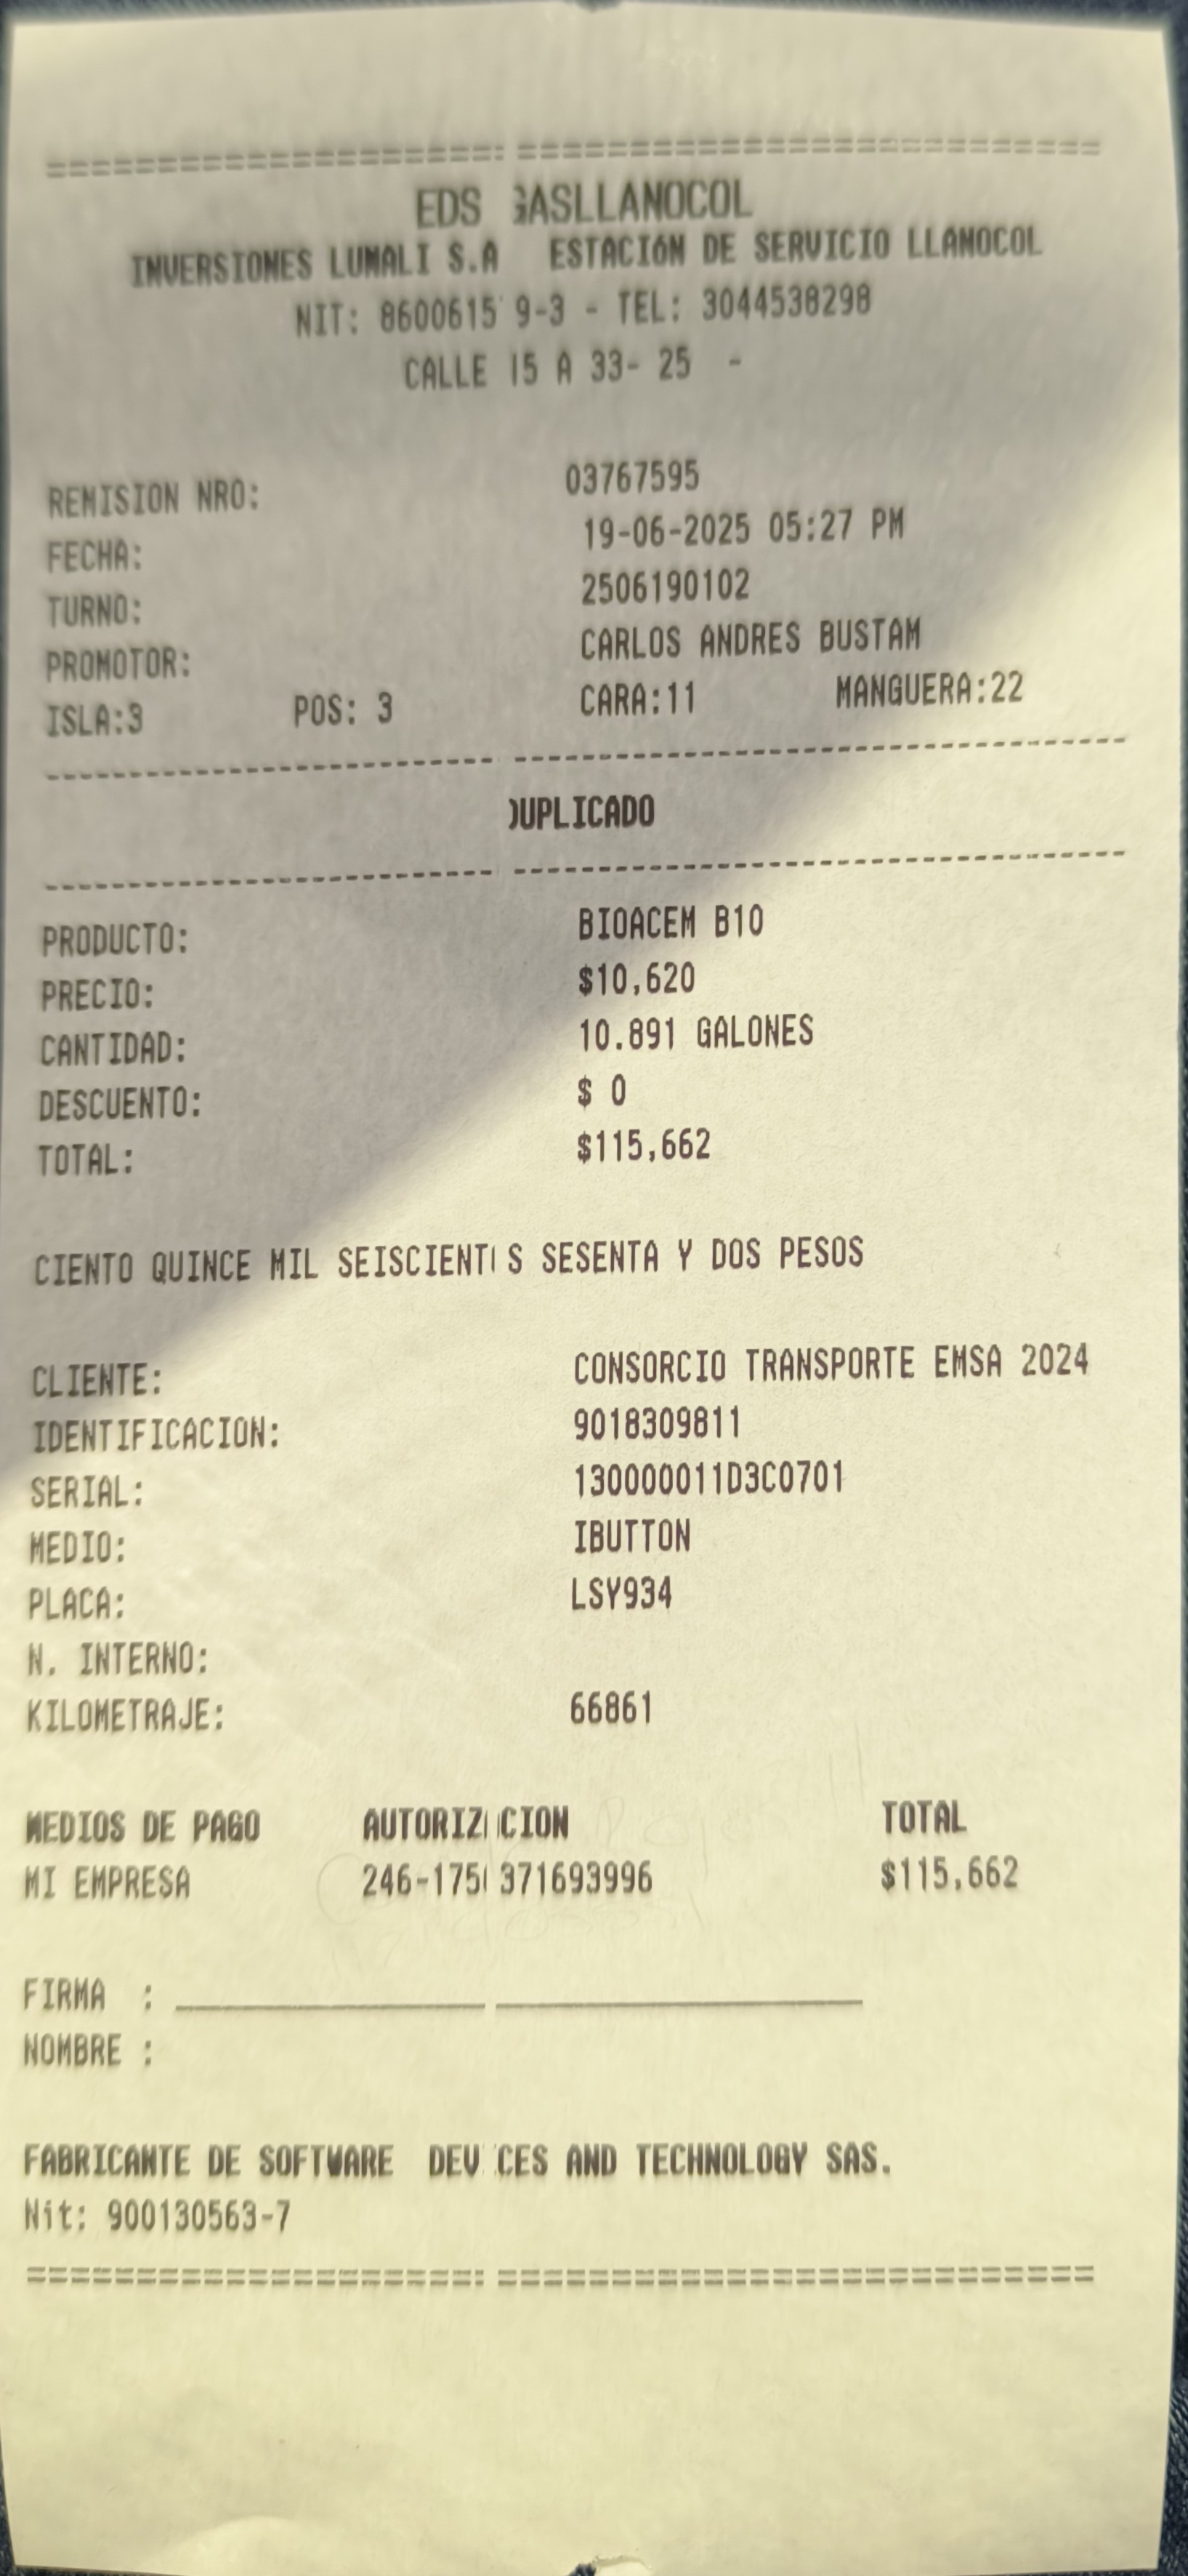 ==================================================
EDS GASLLANOCOL
INVERSIONES LUMALI S.A ESTACIÓN DE SERVICIO LLANOCOL
NIT: 8600615 9-3 - TEL: 3044538298
CALLE 15 A 33- 25 -
REMISION NRO: 03767595
FECHA: 19-06-2025 05:27 PM
TURNO: 2506190102
PROMOTOR: CARLOS ANDRES BUSTAM
ISLA:3 POS: 3 CARA:11 MANGUERA:22
--------------------------------------------------
DUPLICADO
--------------------------------------------------
PRODUCTO: BIOACEM B10
PRECIO: $10,620
CANTIDAD: 10.891 GALONES
DESCUENTO: $ 0
TOTAL: $115,662
CIENTO QUINCE MIL SEISCIENTOS SESENTA Y DOS PESOS
CLIENTE: CONSORCIO TRANSPORTE EMSA 2024
IDENTIFICACION: 9018309811
SERIAL: 130000011D3C0701
MEDIO: IBUTTON
PLACA: LSY934
N. INTERNO:
KILOMETRAJE: 66861
MEDIOS DE PAGO AUTORIZACION TOTAL
MI EMPRESA 246-175 371693996 $115,662
FIRMA : ______________________________
NOMBRE :
FABRICANTE DE SOFTWARE DEVICES AND TECHNOLOGY SAS.
Nit: 900130563-7
==================================================